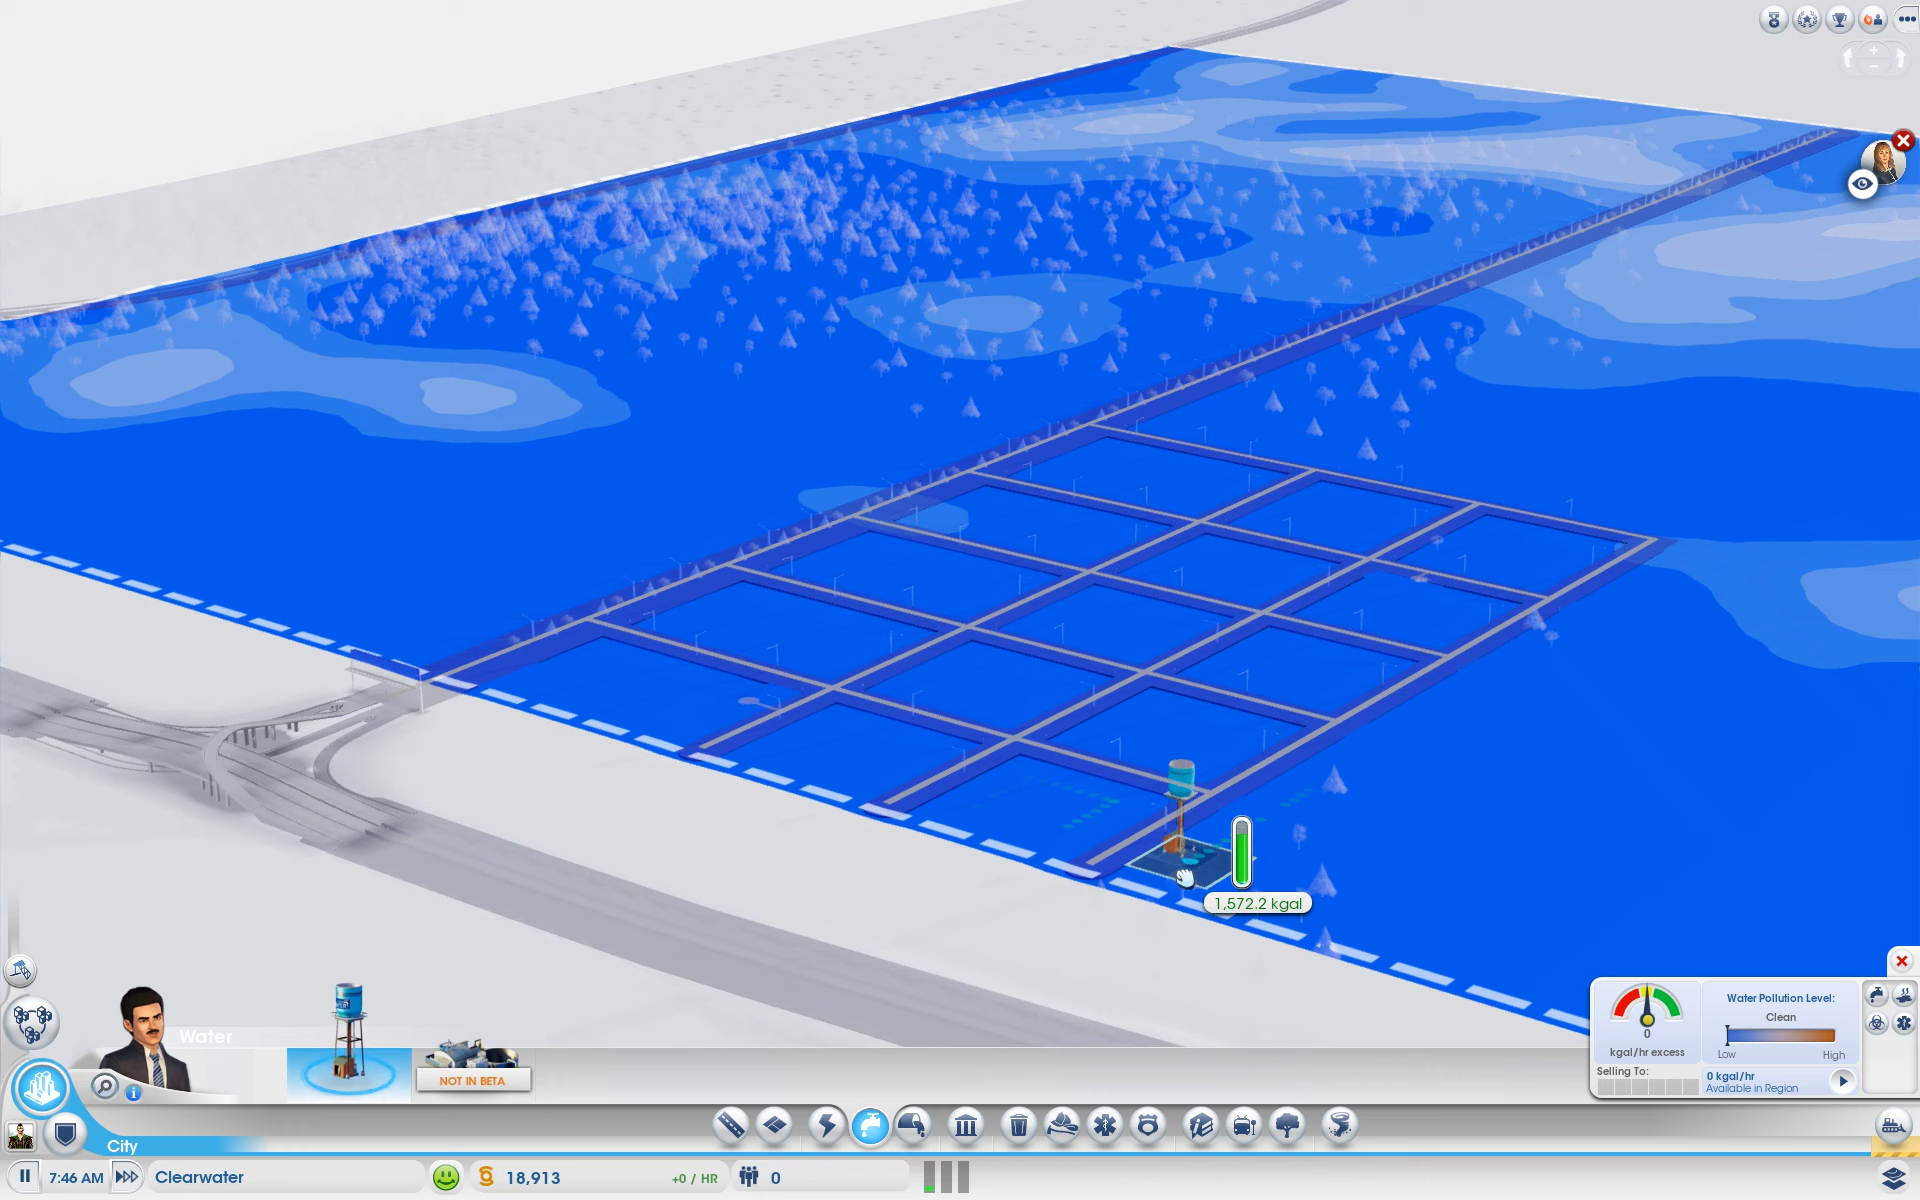 1,572.2 kgal
Water
NOT IN BETA
0
kgal/hr excess
Selling To:
Water Pollution Level:
Clean
Low High
0 kgal/hr
Available in Region
City
7:46 AM
Clearwater
18,913
+0 / HR
0